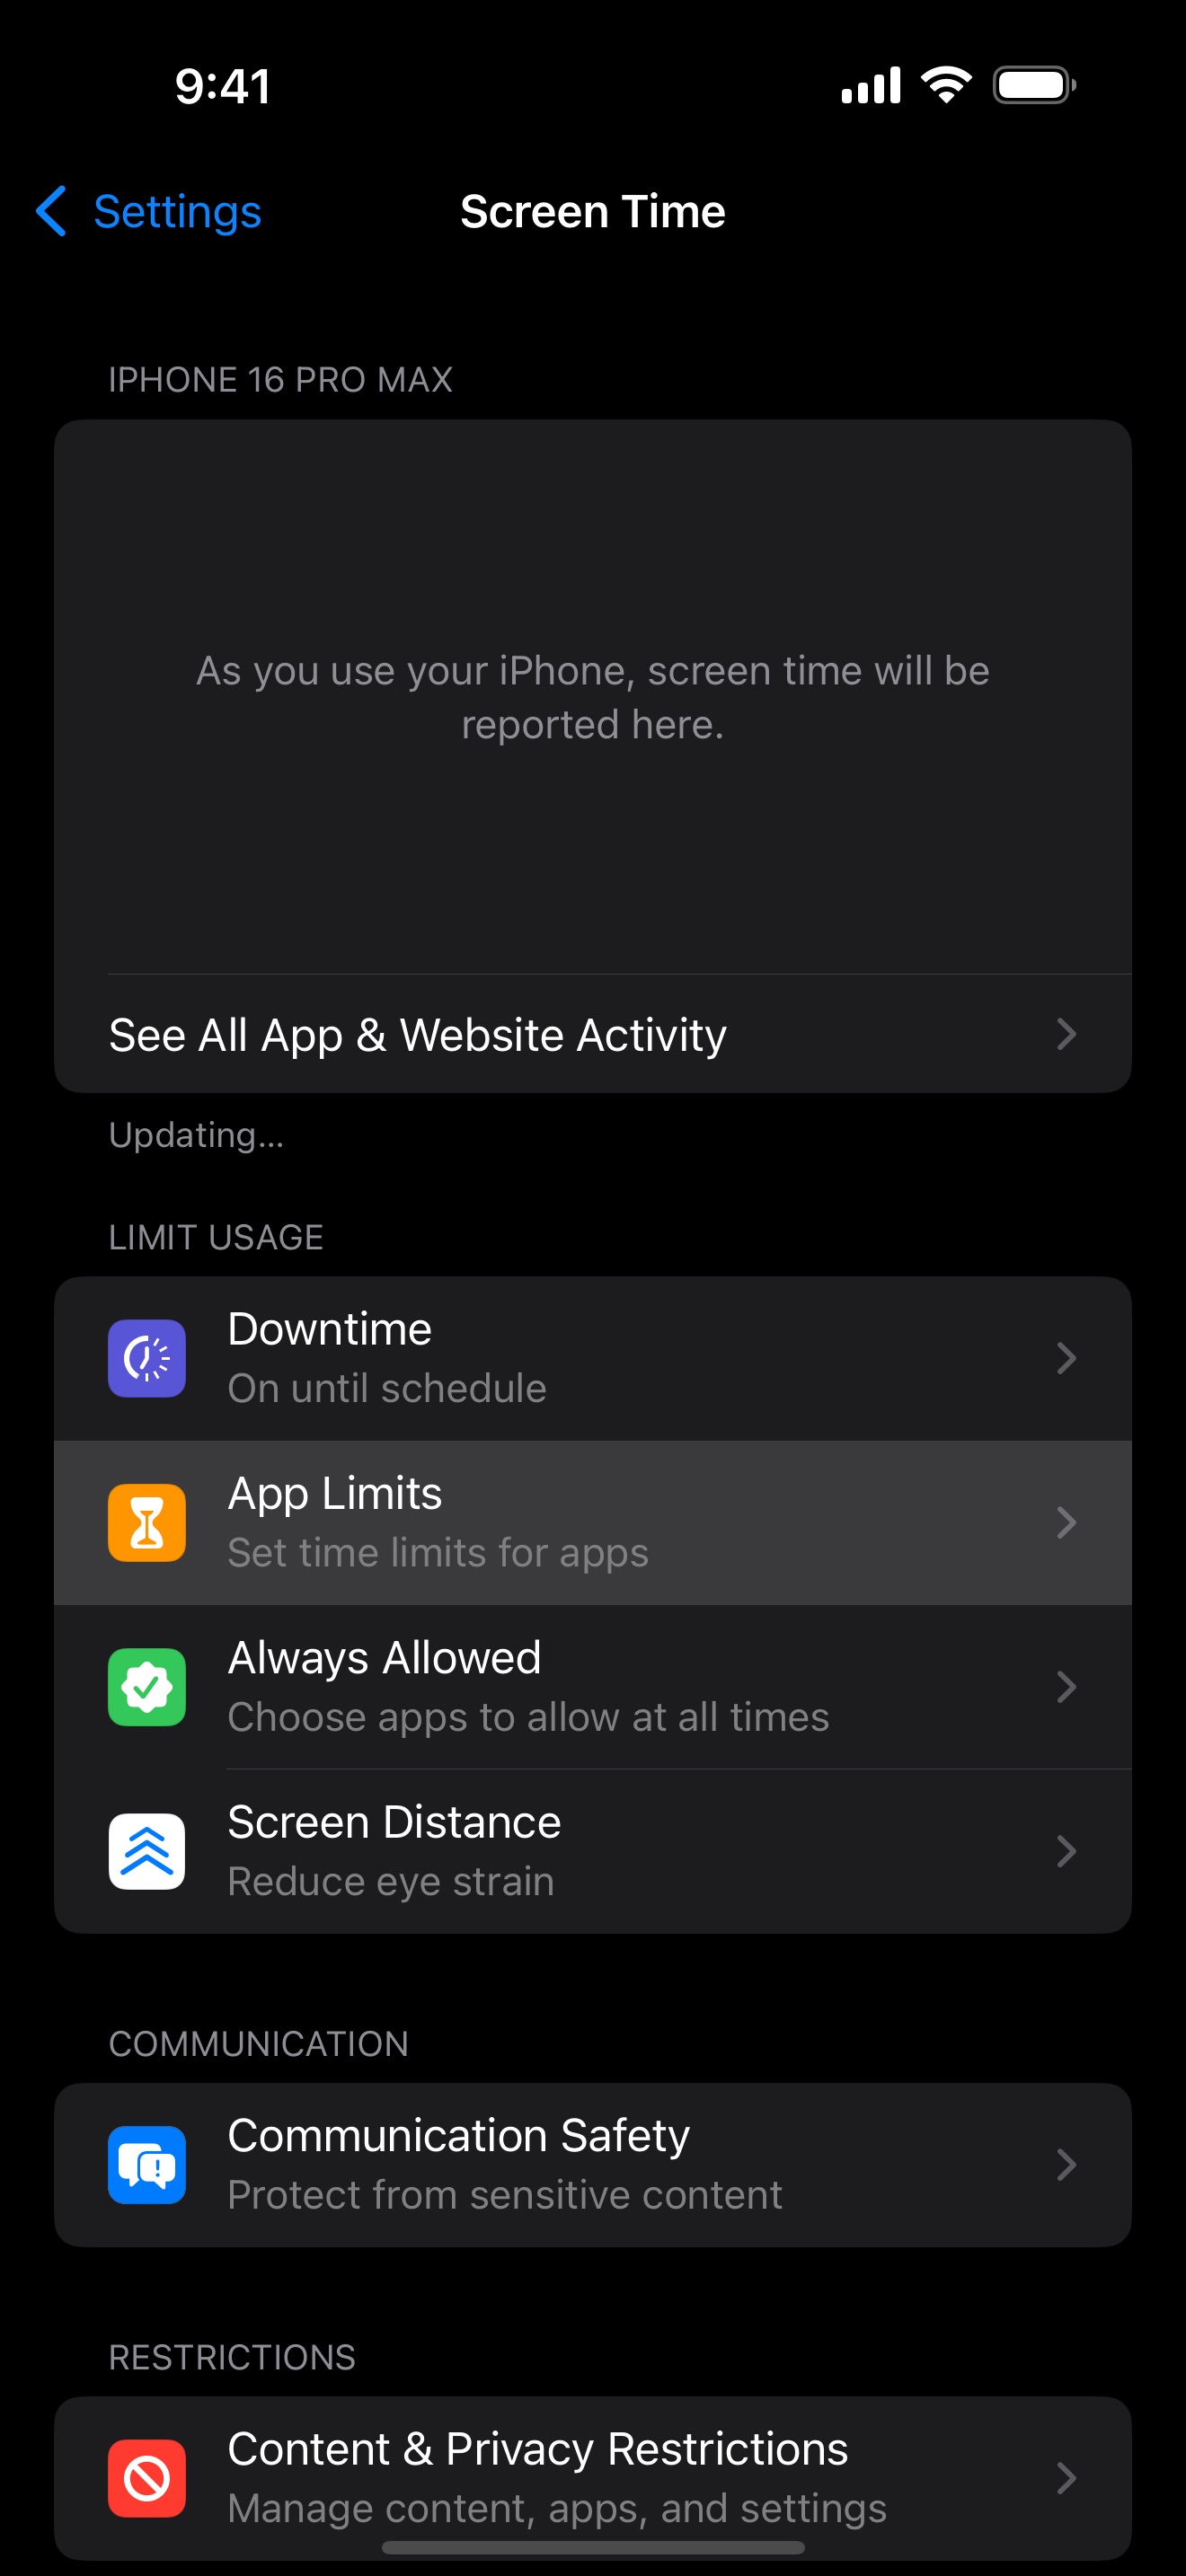 9:41
Settings
Screen Time
IPHONE 16 PRO MAX
As you use your iPhone, screen time will be
reported here.
See All App & Website Activity
Updating…
LIMIT USAGE
Downtime
On until schedule
App Limits
Set time limits for apps
Always Allowed
Choose apps to allow at all times
Screen Distance
Reduce eye strain
COMMUNICATION
Communication Safety
Protect from sensitive content
RESTRICTIONS
Content & Privacy Restrictions
Manage content, apps, and settings